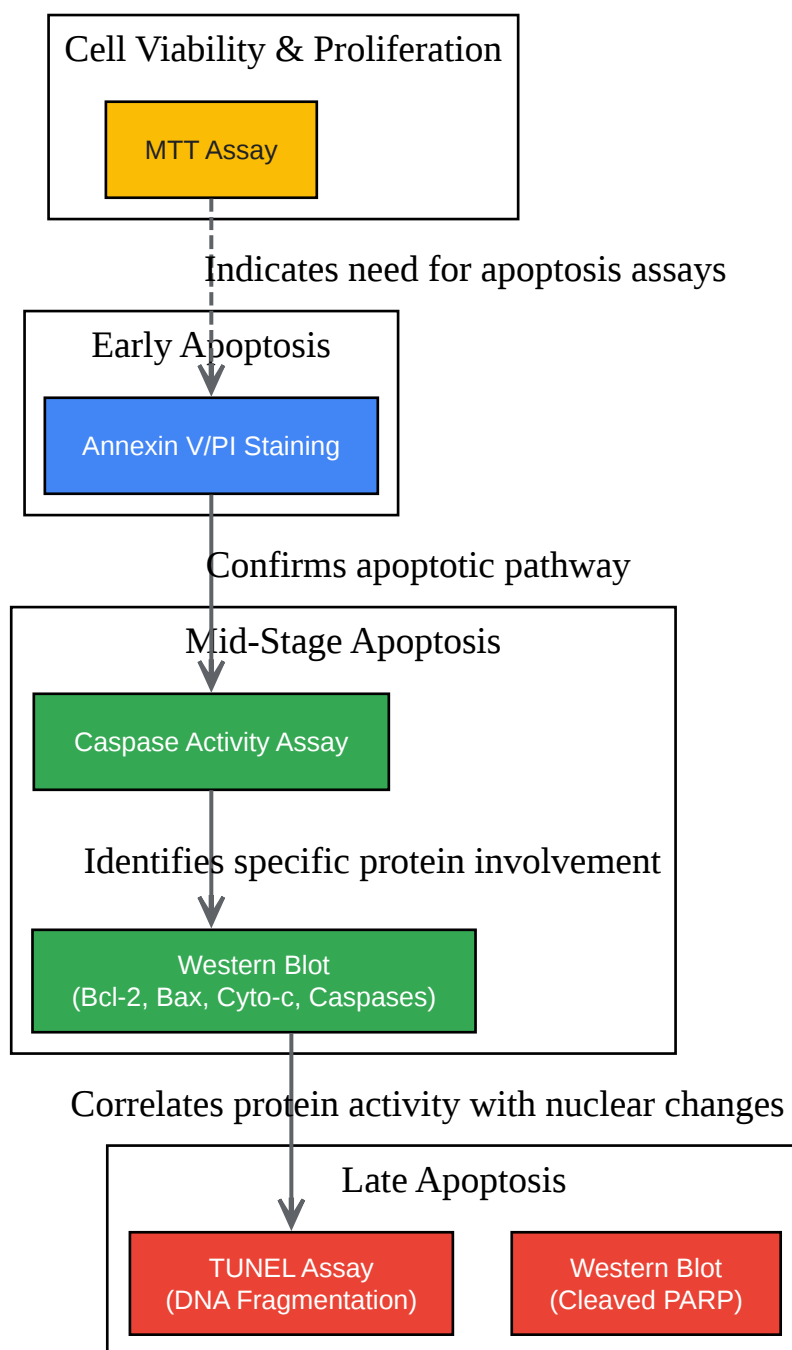 Cell Viability & Proliferation
MTT Assay
Indicates need for apoptosis assays
Early Apoptosis
Annexin V/PI Staining
Confirms apoptotic pathway
Mid-Stage Apoptosis
Caspase Activity Assay
Identifies specific protein involvement
Western Blot
(Bcl-2, Bax, Cyto-c, Caspases)
Correlates protein activity with nuclear changes
Late Apoptosis
TUNEL Assay
(DNA Fragmentation)
Western Blot
(Cleaved PARP)